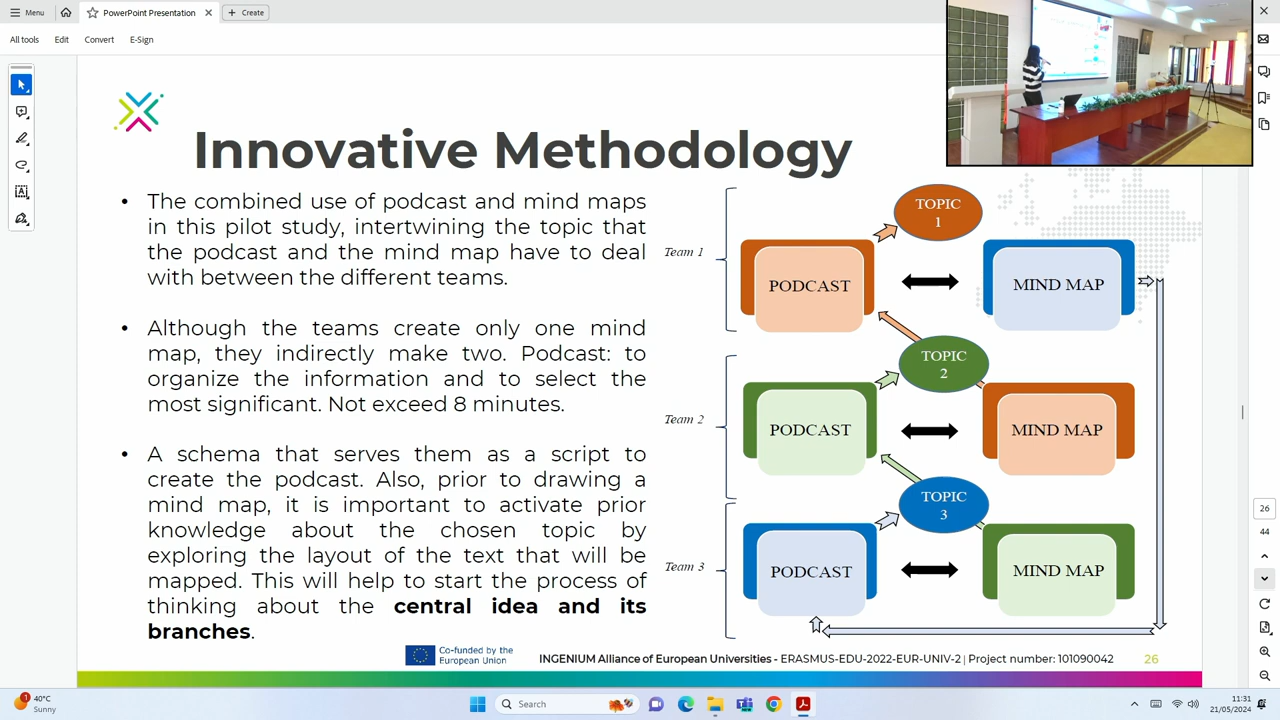 Menu
PowerPoint Presentation
Create
All tools
Edit
Convert
E-Sign
Innovative Methodology
• The combined use of podcast and mind maps
in this pilot study, intertwining the topic that
the podcast and the mind map have to deal
with between the different teams.
• Although the teams create only one mind
map, they indirectly make two. Podcast: to
organize the information and to select the
most significant. Not exceed 8 minutes.
• A schema that serves them as a script to
create the podcast. Also, prior to drawing a
mind map, it is important to activate prior
knowledge about the chosen topic by
exploring the layout of the text that will be
mapped. This will help to start the process of
thinking about the central idea and its
branches.
Team 1
TOPIC
1
PODCAST
MIND MAP
Team 2
TOPIC
2
PODCAST
MIND MAP
Team 3
TOPIC
3
PODCAST
MIND MAP
Co-funded by the
European Union
INGENIUM Alliance of European Universities - ERASMUS-EDU-2022-EUR-UNIV-2 | Project number: 101090042
26
26
44
1
40°C
Sunny
Search
11:31
21/05/2024